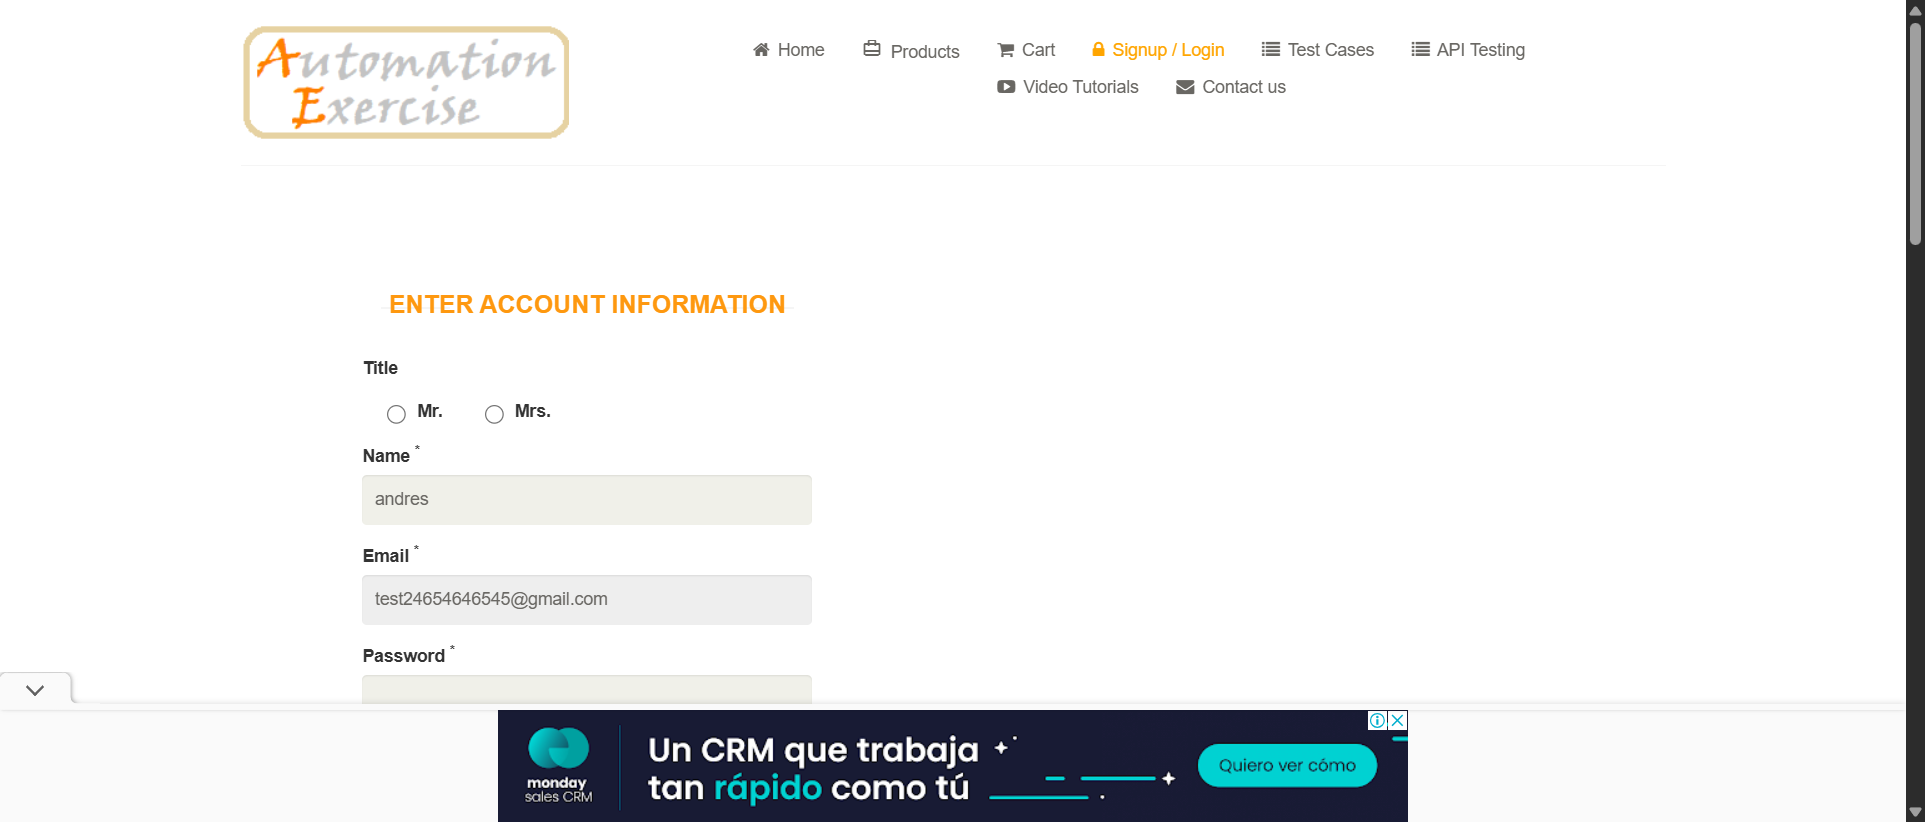 Automation
Exercise
Home
Products
Cart
Signup / Login
Test Cases
API Testing
Video Tutorials
Contact us
ENTER ACCOUNT INFORMATION
Title
Mr.
Mrs.
Name *
andres
Email *
test24654646545@gmail.com
Password *
monday
sales CRM
Un CRM que trabaja
tan rápido como tú
Quiero ver cómo